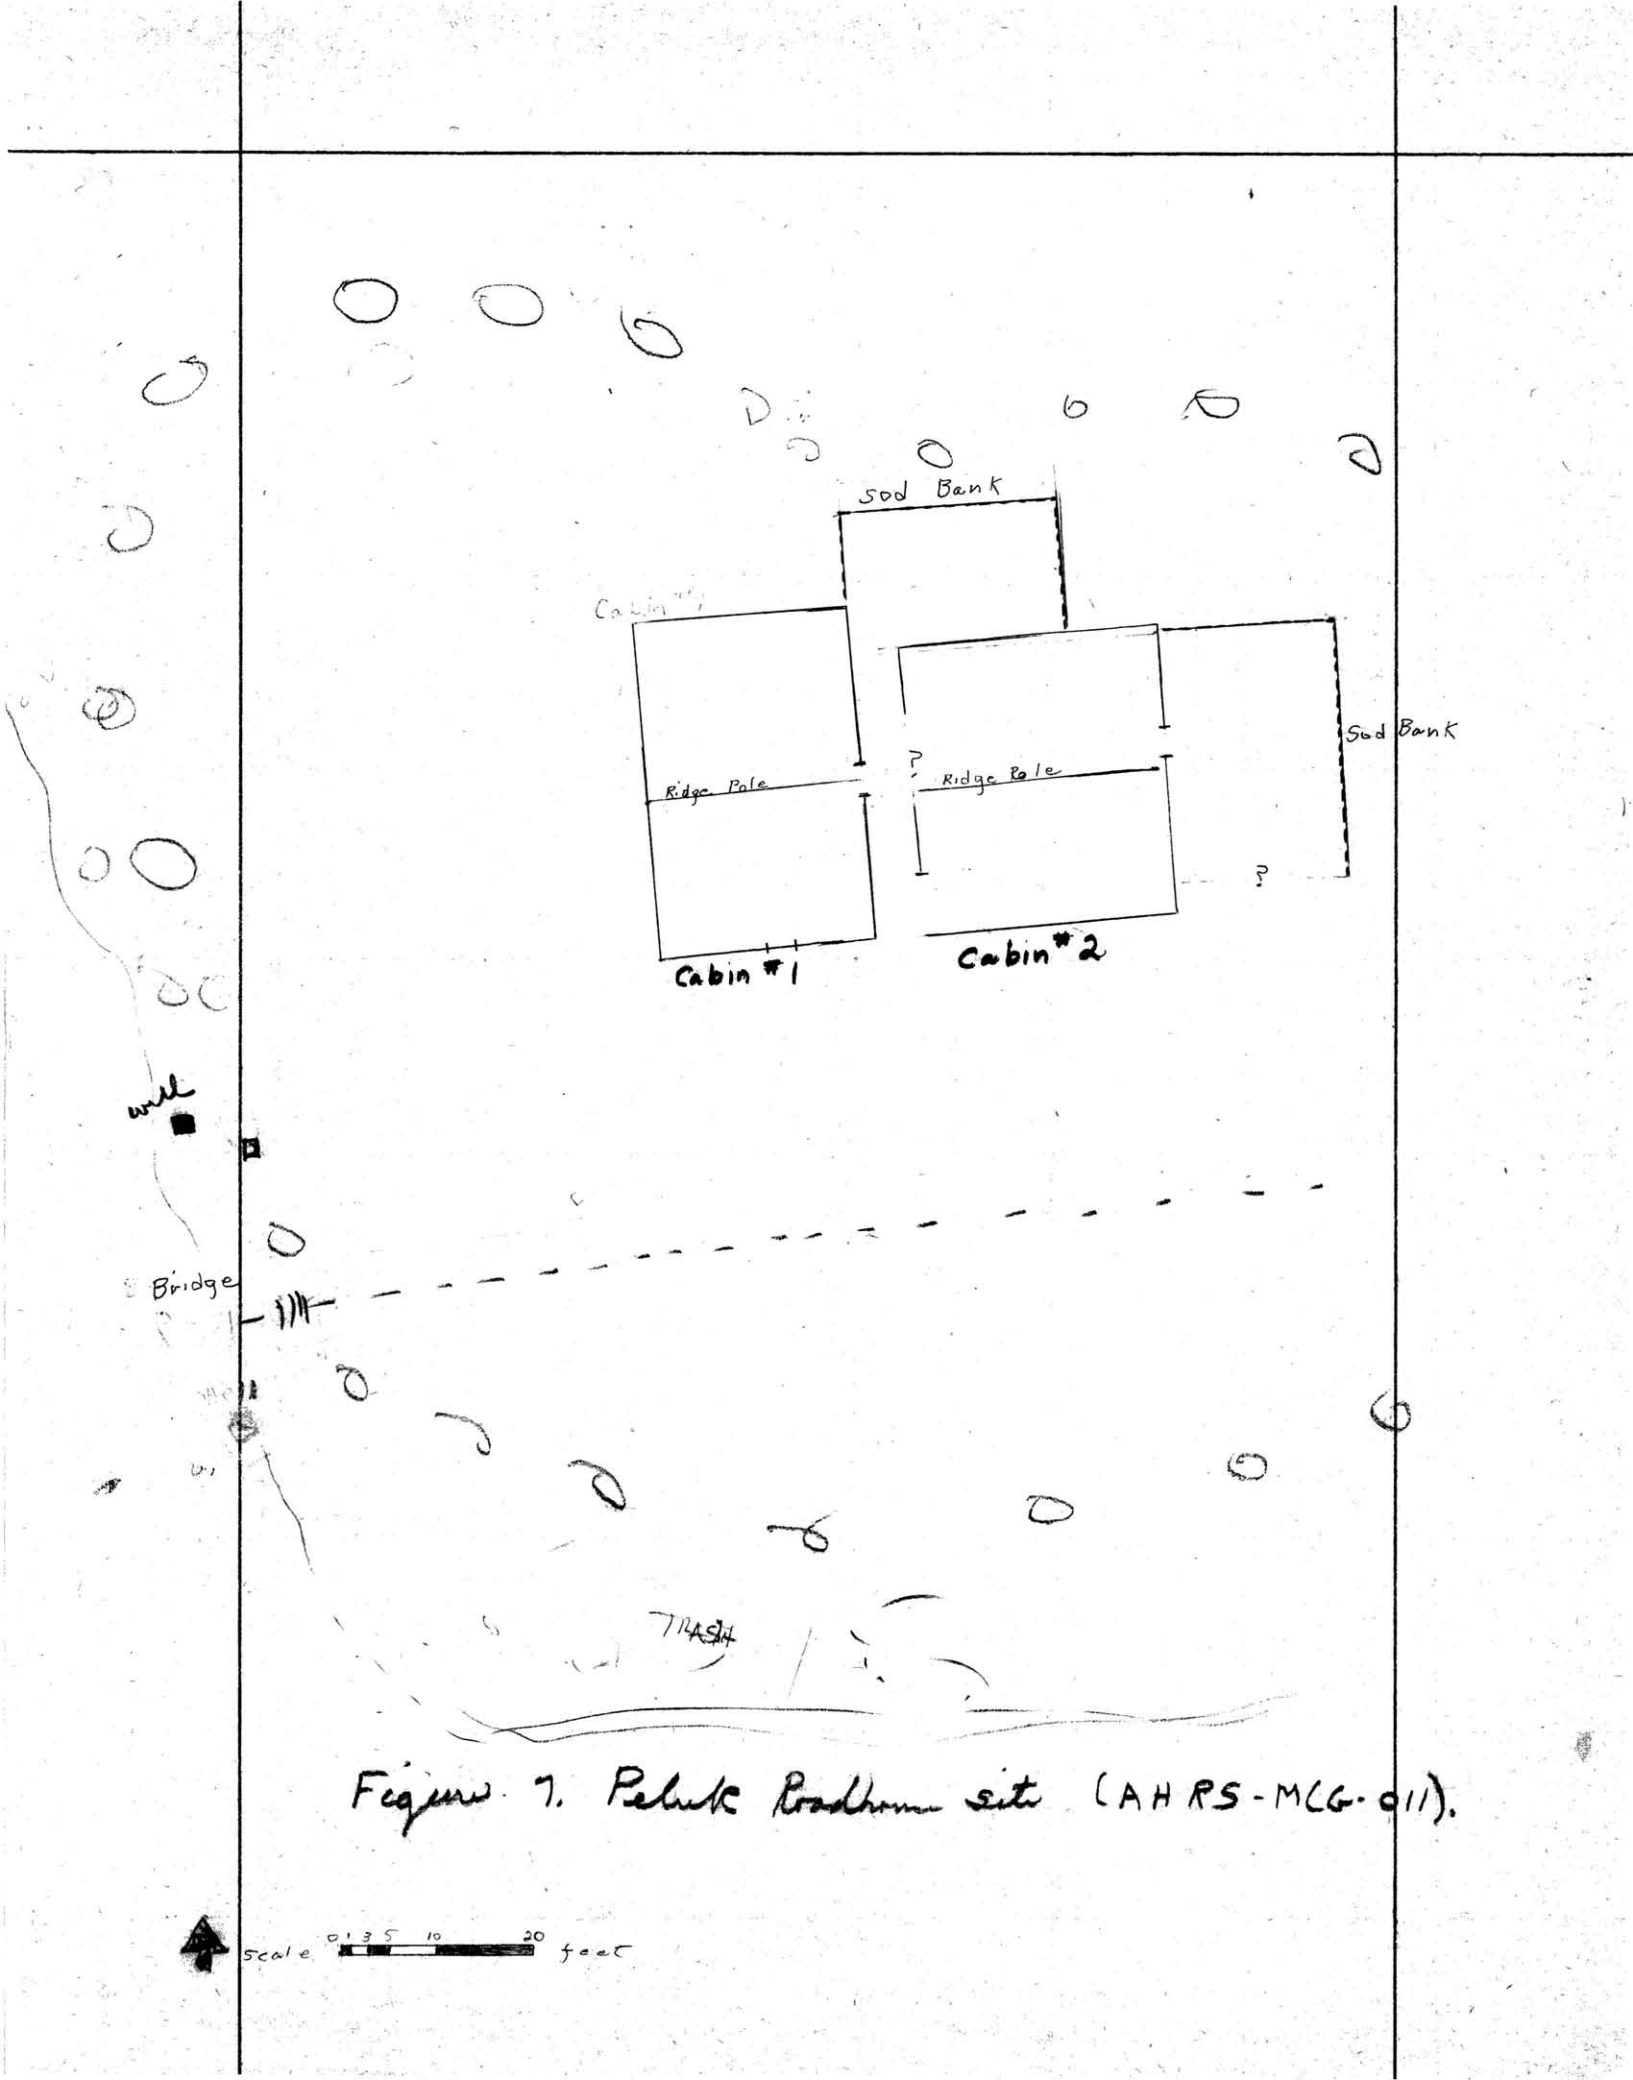 Sod Bank
Cabin #1
Sod Bank
?
Ridge Pole
Ridge Pole
?
Cabin #2
Cabin #1
well
Bridge
TRASH
Figure 7. Peluk Roadhouse site (AHRS-MCG-011).
0 1 3 5 10 20
Scale feet